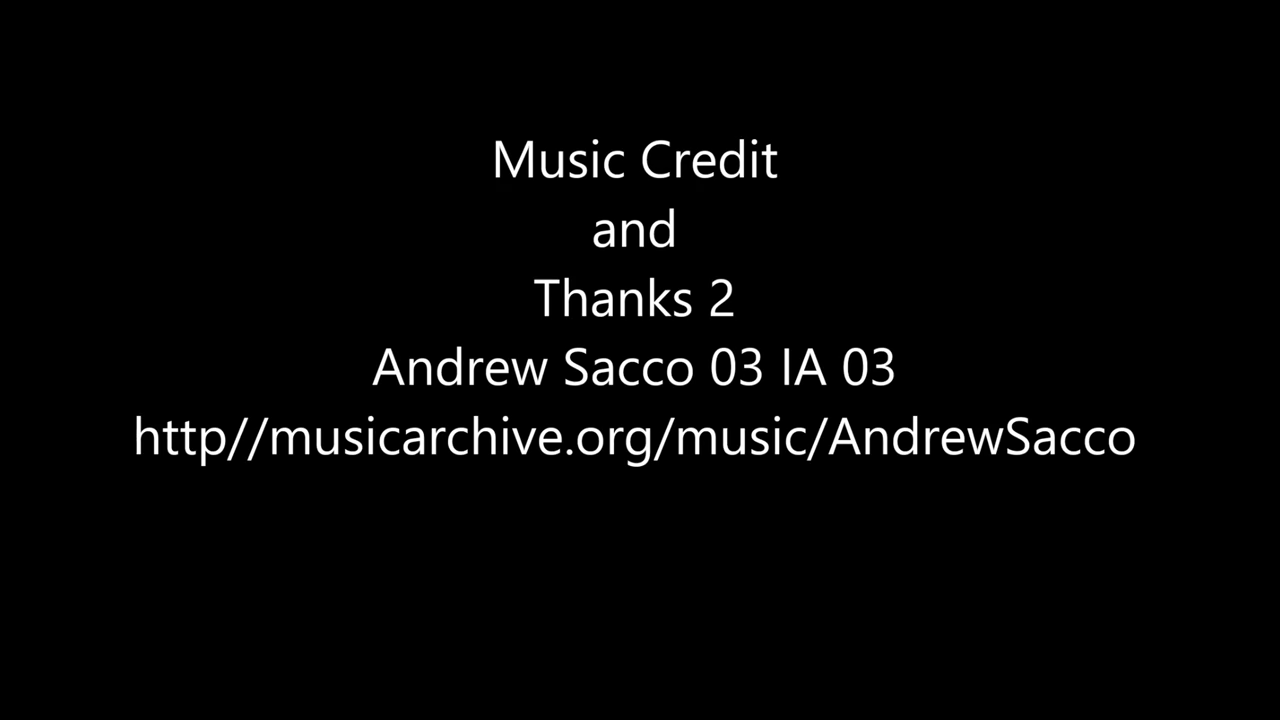 Music Credit
and
Thanks 2
Andrew Sacco 03 IA 03
http//musicarchive.org/music/AndrewSacco